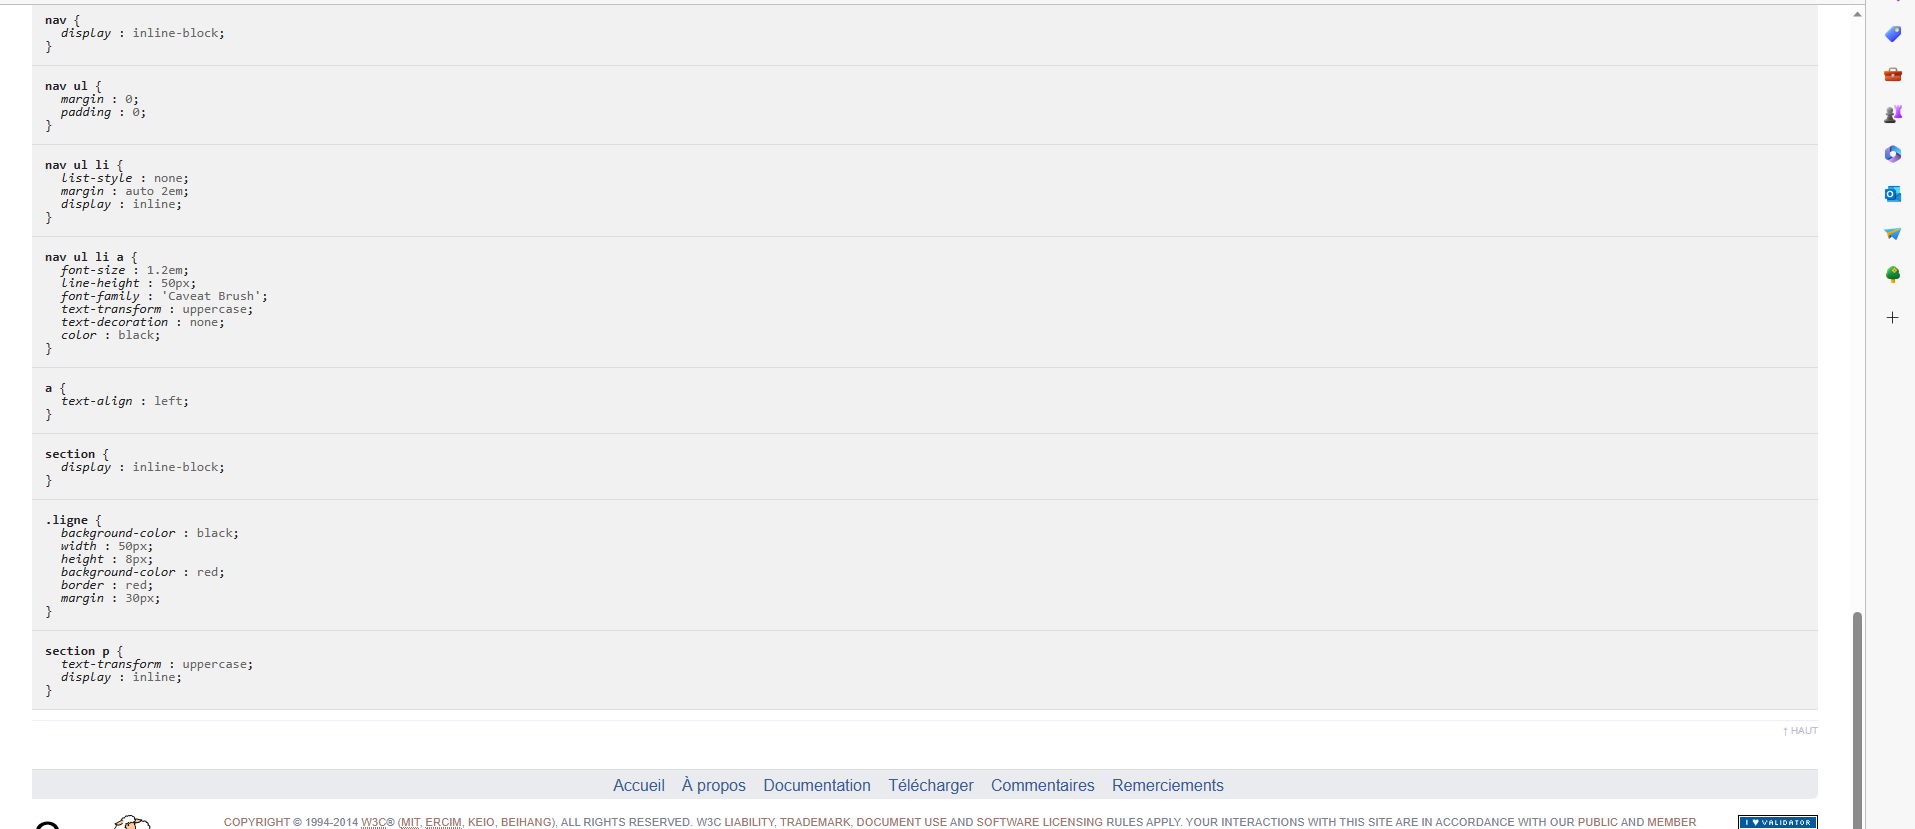 nav {
display : inline-block;
}
nav ul {
margin : 0;
padding : 0;
}
nav ul li {
list-style : none;
margin : auto 2em;
display : inline;
}
nav ul li a {
font-size : 1.2em;
line-height : 50px;
font-family : 'Caveat Brush';
text-transform : uppercase;
text-decoration : none;
color : black;
}
a {
text-align : left;
}
section {
display : inline-block;
}
.ligne {
background-color : black;
width : 50px;
height : 8px;
background-color : red;
border : red;
margin : 30px;
}
section p {
text-transform : uppercase;
display : inline;
}
↑ HAUT
Accueil À propos Documentation Télécharger Commentaires Remerciements
COPYRIGHT © 1994-2014 W3C® (MIT, ERCIM, KEIO, BEIHANG), ALL RIGHTS RESERVED. W3C LIABILITY, TRADEMARK, DOCUMENT USE AND SOFTWARE LICENSING RULES APPLY. YOUR INTERACTIONS WITH THIS SITE ARE IN ACCORDANCE WITH OUR PUBLIC AND MEMBER
I ♥ VALIDATOR